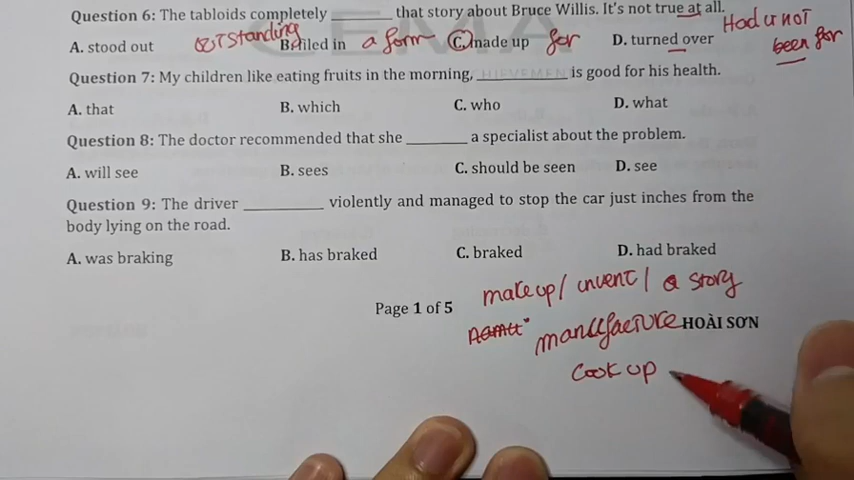 Question 6: The tabloids completely ________ that story about Bruce Willis. It's not true at all.
A. stood out B. filled in C. made up D. turned over
outstanding a form for Had it not
been for
Question 7: My children like eating fruits in the morning, ____________ is good for his health.
A. that B. which C. who D. what
Question 8: The doctor recommended that she ________ a specialist about the problem.
A. will see B. sees C. should be seen D. see
Question 9: The driver __________ violently and managed to stop the car just inches from the
body lying on the road.
A. was braking B. has braked C. braked D. had braked
make up / invent / a story
Page 1 of 5
manufacture HOÀI SƠN
cook up